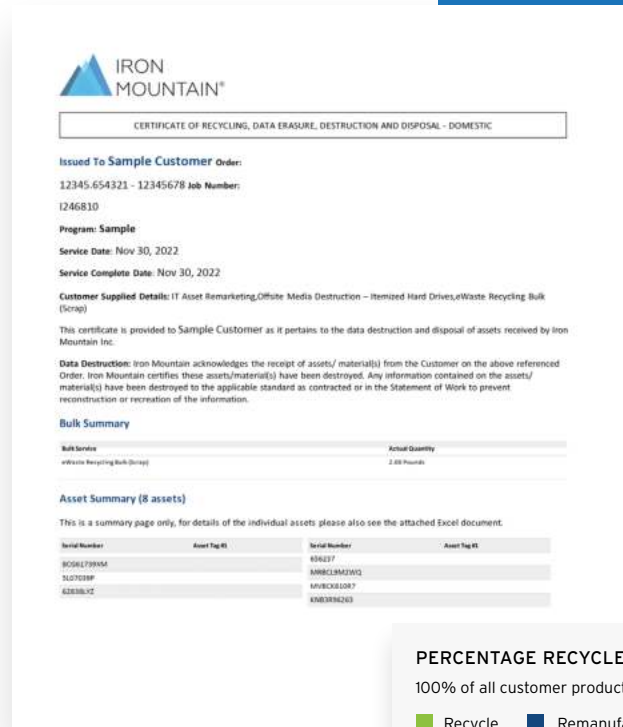 IRON
MOUNTAIN®
CERTIFICATE OF RECYCLING, DATA ERASURE, DESTRUCTION AND DISPOSAL - DOMESTIC
Issued To Sample Customer Order:
12345.654321 - 12345678 Job Number:
I246810
Program: Sample
Service Date: Nov 30, 2022
Service Complete Date: Nov 30, 2022
Customer Supplied Details: IT Asset Remarketing,Offsite Media Destruction – Itemized Hard Drives,eWaste Recycling Bulk
(Scrap)
This certificate is provided to Sample Customer as it pertains to the data destruction and disposal of assets received by Iron
Mountain Inc.
Data Destruction: Iron Mountain acknowledges the receipt of assets/ material(s) from the Customer on the above referenced
Order. Iron Mountain certifies these assets/material(s) have been destroyed. Any information contained on the assets/
material(s) have been destroyed to the applicable standard as contracted or in the Statement of Work to prevent
reconstruction or recreation of the information.
Bulk Summary
Bulk Service Actual Quantity
eWaste Recycling Bulk (Scrap) Pounds
Asset Summary (8 assets)
This is a summary page only, for details of the individual assets please also see the attached Excel document.
Serial Number Asset Tag #1 Serial Number Asset Tag #1
656237
MVBCK810R7
KNB3R96263
PERCENTAGE RECYCLE
100% of all customer product
Recycle Remanufa